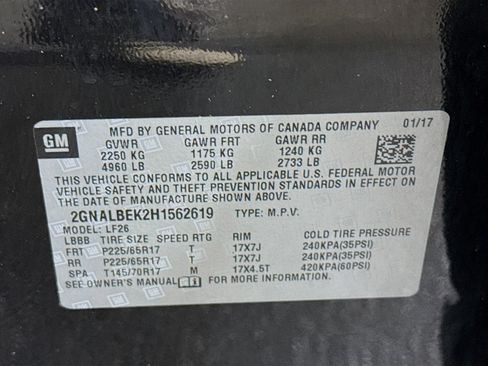 MFD BY GENERAL MOTORS OF CANADA COMPANY 01/17
GM GVWR GAWR FRT GAWR RR
2250 KG 1175 KG 1240 KG
4960 LB 2590 LB 2733 LB
THIS VEHICLE CONFORMS TO ALL APPLICABLE U.S. FEDERAL MOTOR
VEHICLE SAFETY AND THEFT PREVENTION STANDARDS IN EFFECT ON THE
DATE OF MANUFACTURE SHOWN ABOVE.
2GNALBEK2H1562619 TYPE: M.P.V.
MODEL: LF26
LBBB TIRE SIZE SPEED RTG RIM COLD TIRE PRESSURE
FRT P225/65R17 T 17X7J 240KPA(35PSI)
RR P225/65R17 T 17X7J 240KPA(35PSI)
SPA T145/70R17 M 17X4.5T 420KPA(60PSI)
SEE OWNER'S MANUAL FOR MORE INFORMATION.